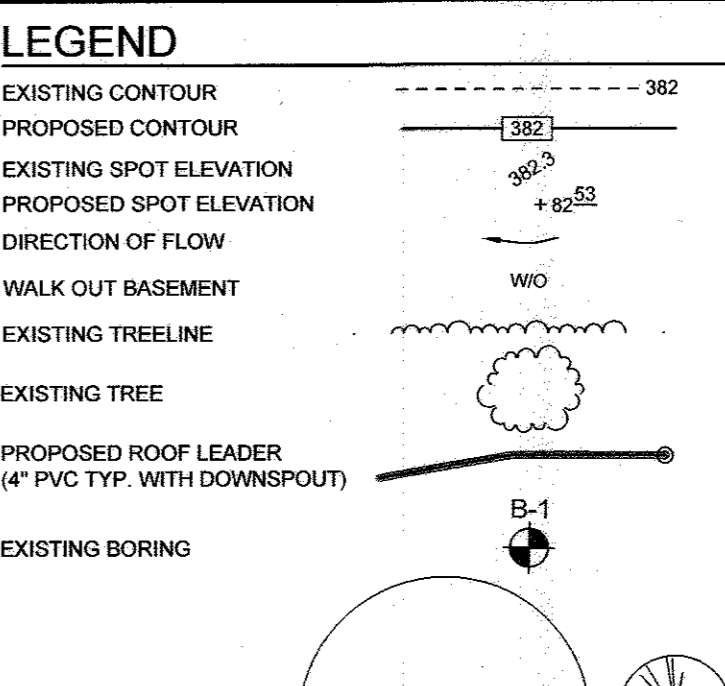 LEGEND
EXISTING CONTOUR 382
PROPOSED CONTOUR 382
EXISTING SPOT ELEVATION 382.3
PROPOSED SPOT ELEVATION +82 53
DIRECTION OF FLOW
WALK OUT BASEMENT W/O
EXISTING TREELINE
EXISTING TREE
PROPOSED ROOF LEADER
(4" PVC TYP. WITH DOWNSPOUT)
B-1
EXISTING BORING